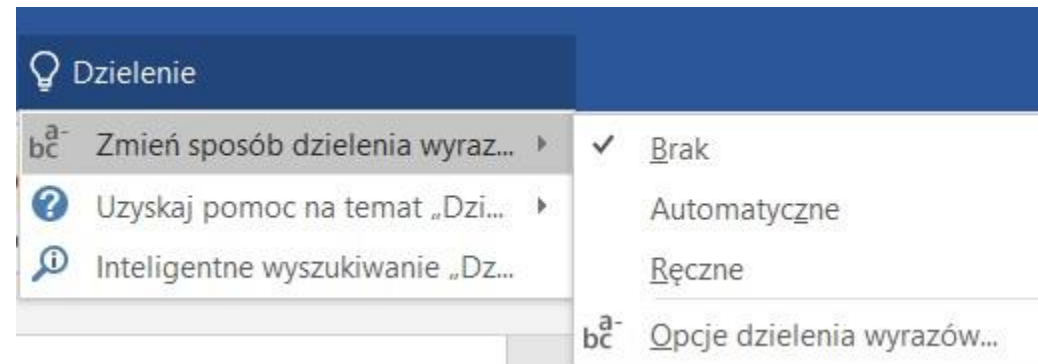 Dzielenie
Zmień sposób dzielenia wyraz...
Uzyskaj pomoc na temat „Dzi...
Inteligentne wyszukiwanie „Dz...
Brak
Automatyczne
Ręczne
Opcje dzielenia wyrazów...